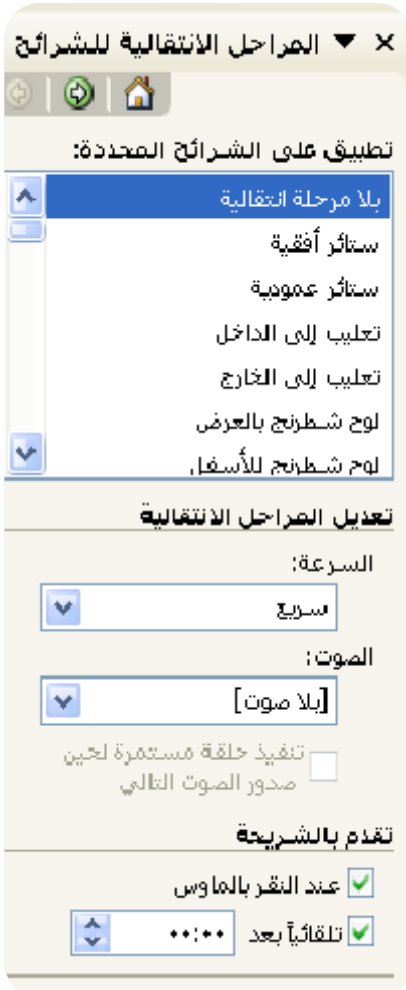 المراحل الانتقالية للشرائح
تطبيق على الشرائح المحددة:
بلا مرحلة انتقالية
ستائر أفقية
ستائر عمودية
تعليب إلى الداخل
تعليب إلى الخارج
لوح شطرنج بالعرض
لوح شطرنج للأسفل
تعديل المراحل الانتقالية
السرعة:
سريع
الصوت:
[بلا صوت]
تنفيذ حلقة مستمرة لحين
صدور الصوت التالي
تقدم بالشريحة
عند النقر بالماوس
تلقائياً بعد ٠٠:٠٠